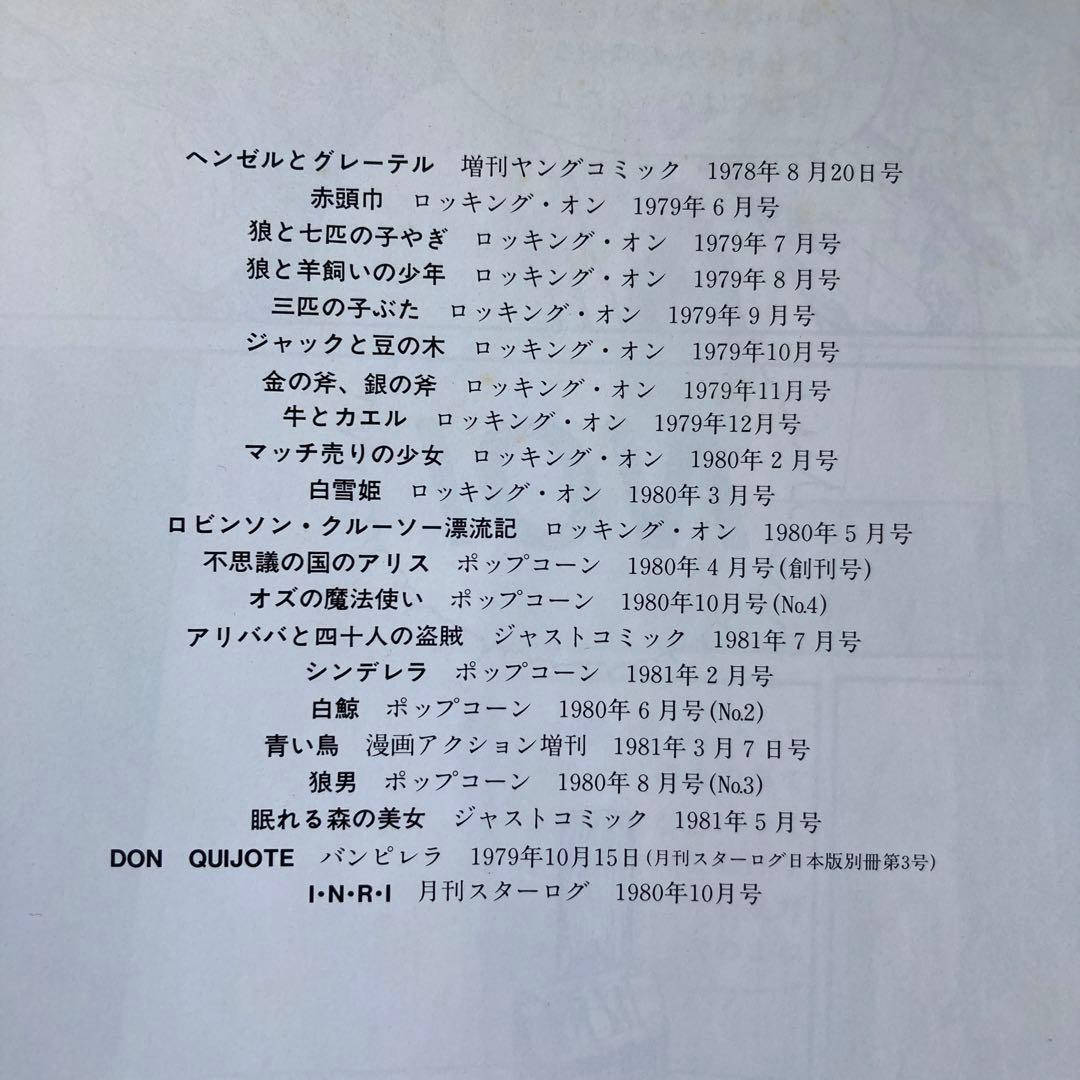 ヘンゼルとグレーテル 増刊ヤングコミック 1978年8月20日号
赤頭巾 ロッキング・オン 1979年6月号
狼と七匹の子やぎ ロッキング・オン 1979年7月号
狼と羊飼いの少年 ロッキング・オン 1979年8月号
三匹の子ぶた ロッキング・オン 1979年9月号
ジャックと豆の木 ロッキング・オン 1979年10月号
金の斧、銀の斧 ロッキング・オン 1979年11月号
牛とカエル ロッキング・オン 1979年12月号
マッチ売りの少女 ロッキング・オン 1980年2月号
白雪姫 ロッキング・オン 1980年3月号
ロビンソン・クルーソー漂流記 ロッキング・オン 1980年5月号
不思議の国のアリス ポップコーン 1980年4月号(創刊号)
オズの魔法使い ポップコーン 1980年10月号(No.4)
アリババと四十人の盗賊 ジャストコミック 1981年7月号
シンデレラ ポップコーン 1981年2月号
白鯨 ポップコーン 1980年6月号(No.2)
青い鳥 漫画アクション増刊 1981年3月7日号
狼男 ポップコーン 1980年8月号(No.3)
眠れる森の美女 ジャストコミック 1981年5月号
DON QUIJOTE バンピレラ 1979年10月15日(月刊スターログ日本版別冊第3号)
I・N・R・I 月刊スターログ 1980年10月号